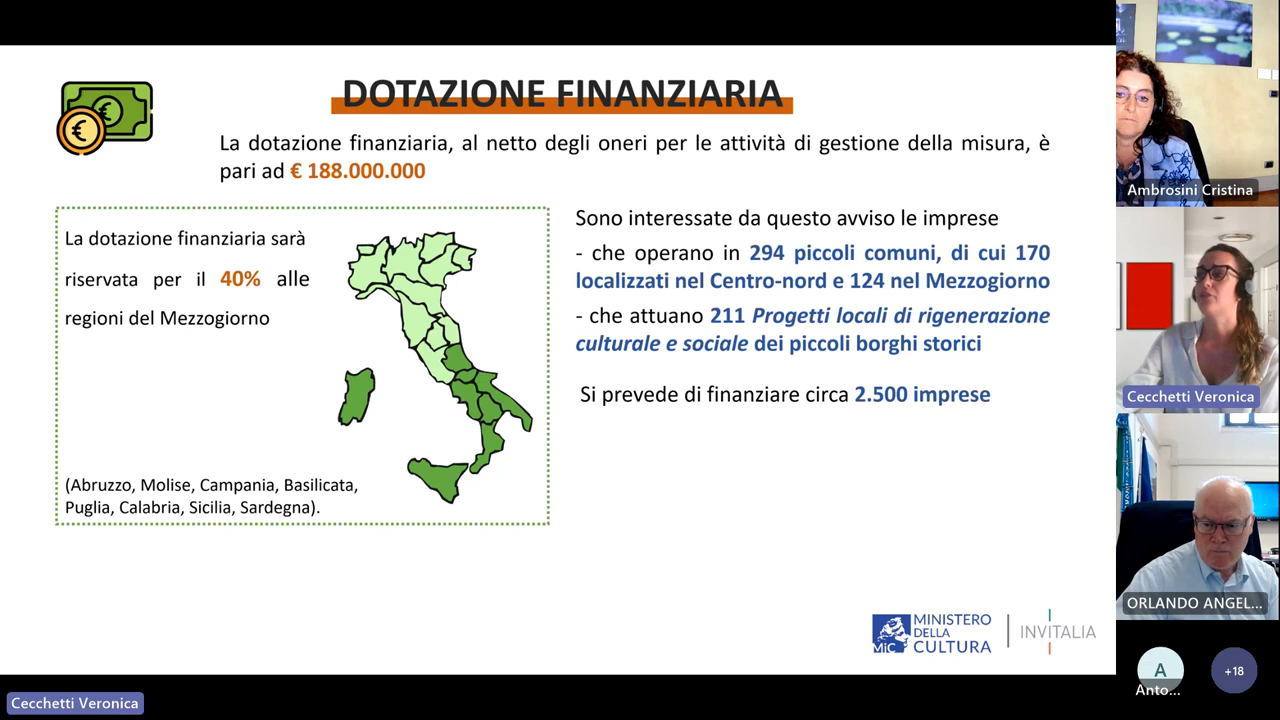 DOTAZIONE FINANZIARIA
La dotazione finanziaria, al netto degli oneri per le attività di gestione della misura, è
pari ad € 188.000.000
La dotazione finanziaria sarà
riservata per il 40% alle
regioni del Mezzogiorno
(Abruzzo, Molise, Campania, Basilicata,
Puglia, Calabria, Sicilia, Sardegna).
Sono interessate da questo avviso le imprese
- che operano in 294 piccoli comuni, di cui 170
localizzati nel Centro-nord e 124 nel Mezzogiorno
- che attuano 211 Progetti locali di rigenerazione
culturale e sociale dei piccoli borghi storici
Si prevede di finanziare circa 2.500 imprese
MiC
MINISTERO
DELLA
CULTURA
INVITALIA
Ambrosini Cristina
Cecchetti Veronica
ORLANDO ANGEL...
A
Anto...
+18
Cecchetti Veronica